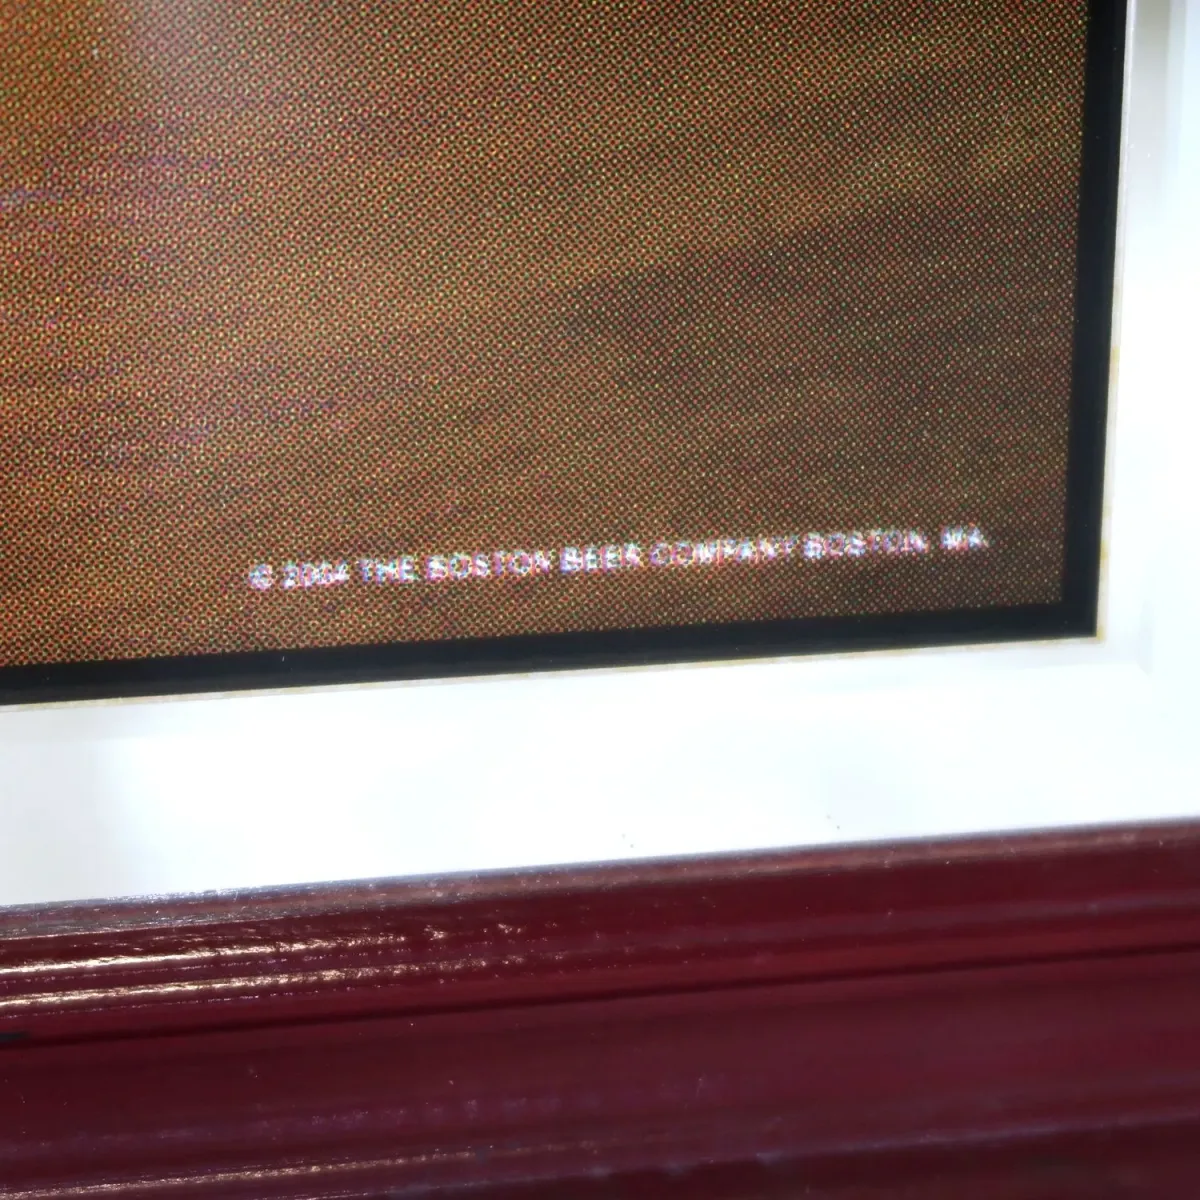 © 2004 THE BOSTON BEER COMPANY BOSTON, MA